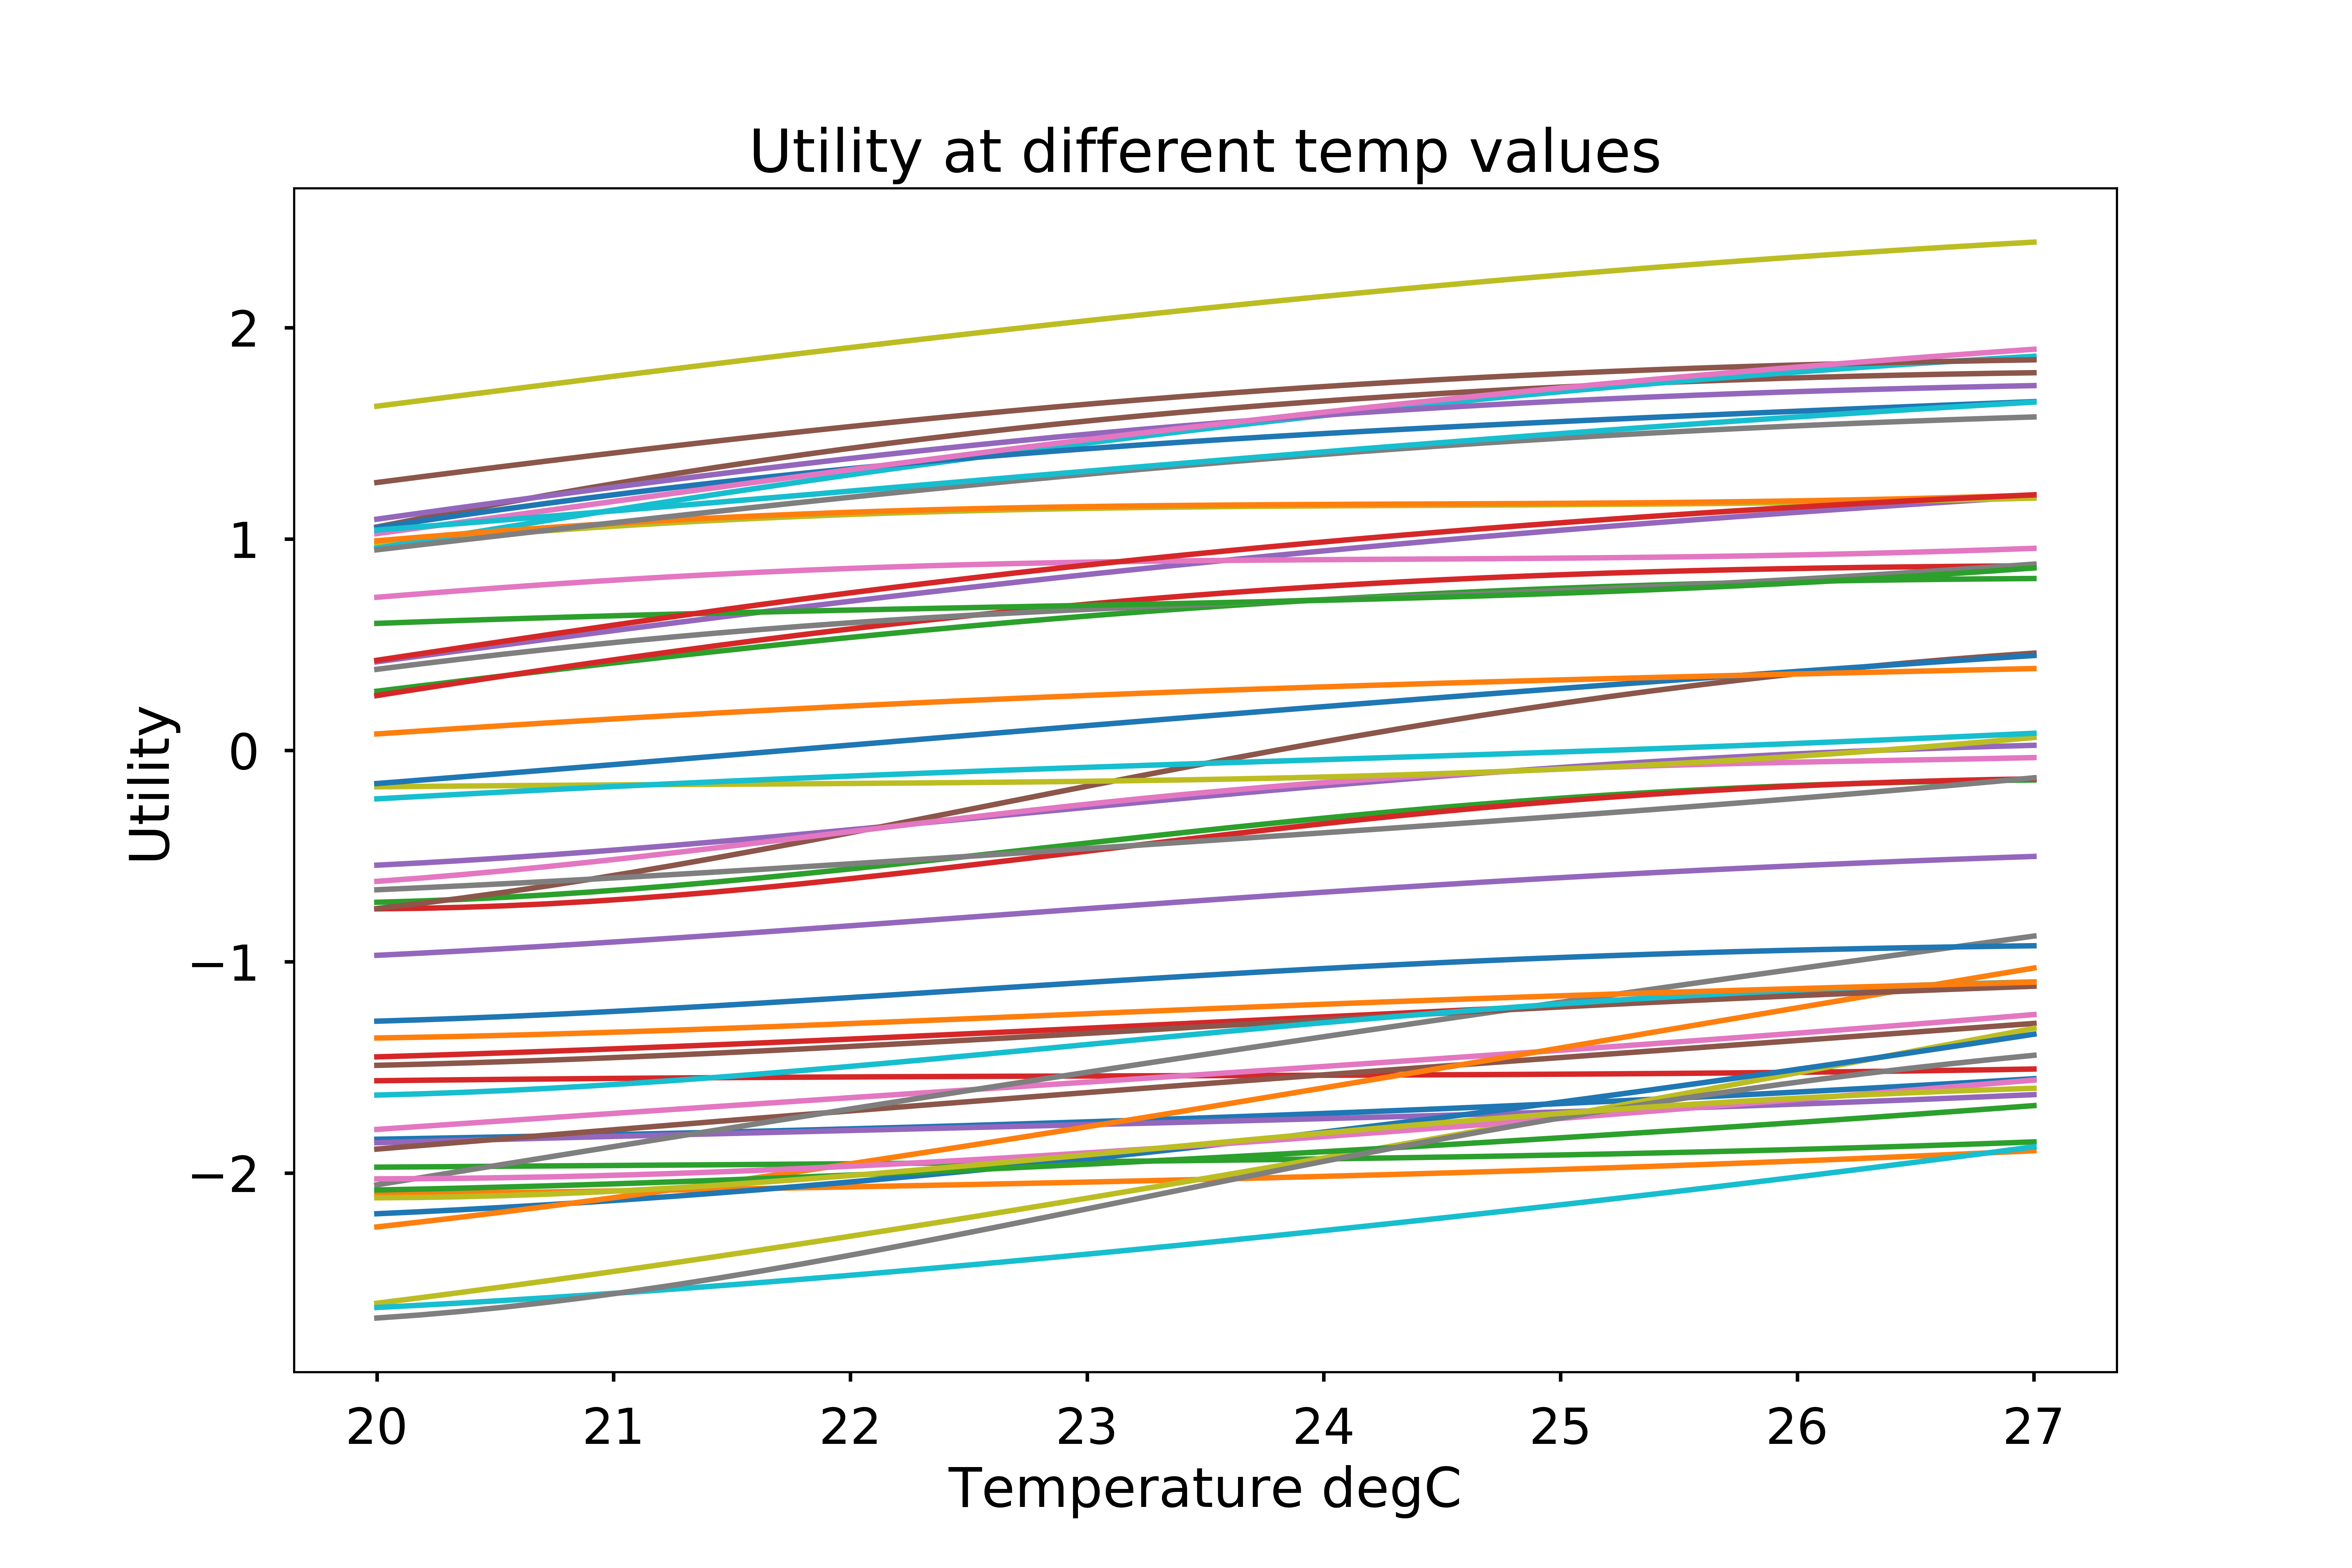 Utility at different temp values
2
1
0
−1
−2
Utility
20 21 22 23 24 25 26 27
Temperature degC